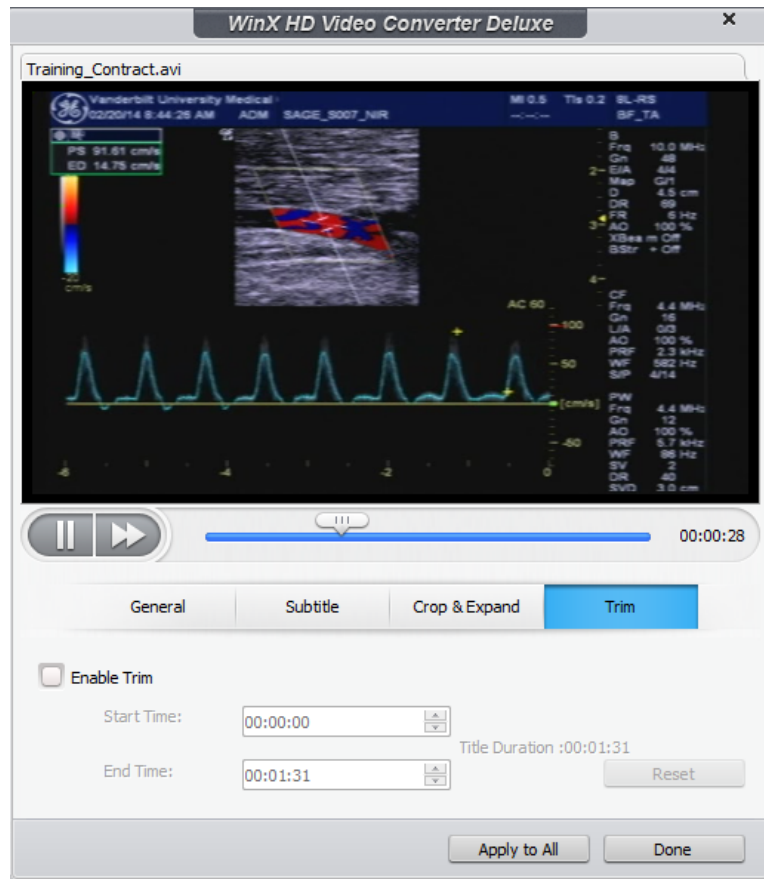 WinX HD Video Converter Deluxe
Training_Contract.avi
Vanderbilt University Medical MI 0.5 TIs 0.2 8L-RS
02/20/14 8:44:26 AM ADM SAGE_S007_NIR --:--:-- BF_TA
PS 91.61 cm/s
ED 14.75 cm/s
B
Frq 10.0 MHz
Gn 48
2 E/A 4/4
Map G/1
D 4.5 cm
DR 69
FR 6 Hz
3 AO 100 %
XBeam Off
BStr + Off
-20
cm/s
4
CF
AC 60
Frq 4.4 MHz
Gn 16
100 L/A 0/3
AO 100 %
PRF 2.3 kHz
50 WF 582 Hz
S/P 4/14
PW
[cm/s] Frq 4.4 MHz
Gn 12
AO 100 %
-50 PRF 5.7 kHz
WF 86 Hz
-6 -4 -2 0 SV 2
DR 40
SVD 3.0 cm
00:00:28
General Subtitle Crop & Expand Trim
Enable Trim
Start Time: 00:00:00
Title Duration :00:01:31
End Time: 00:01:31 Reset
Apply to All Done